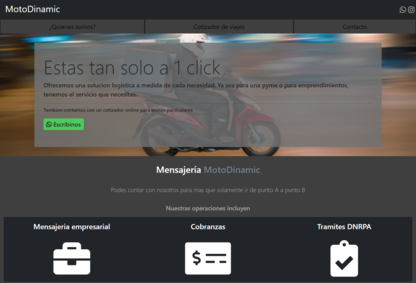 MotoDinamic
¿Quienes somos?
Cotizador de viajes
Contacto
Estas tan solo a 1 click
Ofrecemos una solucion logistica a medida de cada necesidad. Ya sea para una pyme o para emprendimientos,
tenemos el servicio que necesitas.
Tambien contamos con un cotizador online para envios particulares
Escribinos
Mensajería MotoDinamic
Podes contar con nosotros para mas que solamente ir de punto A a punto B
Nuestras operaciones incluyen
Mensajeria empresarial
Cobranzas
Tramites DNRPA